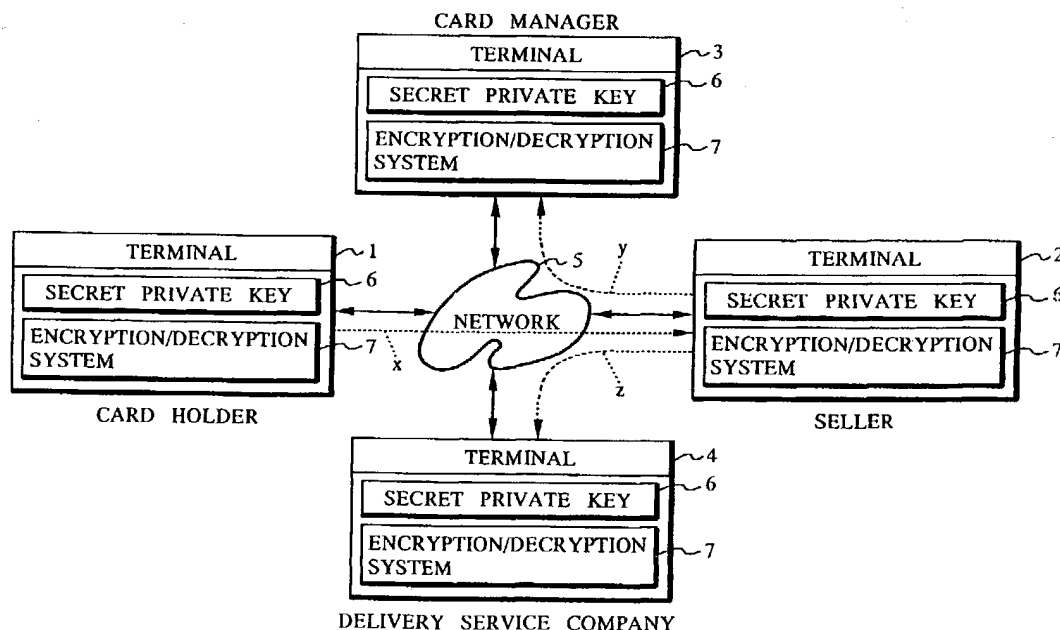 CARD MANAGER
TERMINAL
3
SECRET PRIVATE KEY
6
ENCRYPTION/DECRYPTION
SYSTEM
7
TERMINAL
1
SECRET PRIVATE KEY
6
ENCRYPTION/DECRYPTION
SYSTEM
7
CARD HOLDER
x
NETWORK
5
y
z
TERMINAL
2
SECRET PRIVATE KEY
6
ENCRYPTION/DECRYPTION
SYSTEM
7
SELLER
TERMINAL
4
SECRET PRIVATE KEY
6
ENCRYPTION/DECRYPTION
SYSTEM
7
DELIVERY SERVICE COMPANY